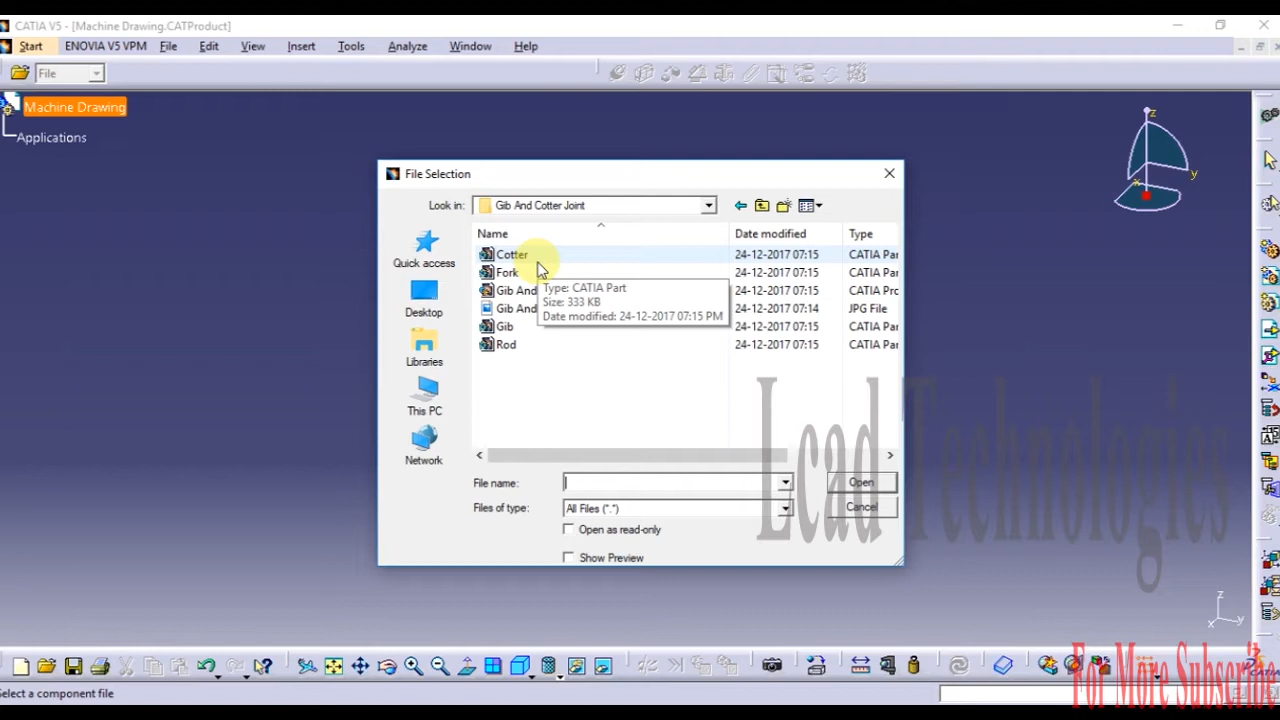 CATIA V5 - [Machine Drawing.CATProduct]
Start ENOVIA V5 VPM File Edit View Insert Tools Analyze Window Help
File
Machine Drawing
Applications
z
y
x
File Selection
Look in: Gib And Cotter Joint
Name Date modified Type
Cotter 24-12-2017 07:15 CATIA Par
Fork 24-12-2017 07:15 CATIA Par
Gib And 24-12-2017 07:15 CATIA Pro
Gib And 24-12-2017 07:14 JPG File
Gib 24-12-2017 07:15 CATIA Par
Rod 24-12-2017 07:15 CATIA Par
Type: CATIA Part
Size: 333 KB
Date modified: 24-12-2017 07:15 PM
Quick access
Desktop
Libraries
This PC
Network
File name: Open
Files of type: All Files (*.*) Cancel
Open as read-only
Show Preview
Lcad Technologies
z
x y
For More Subscribe
Select a component file